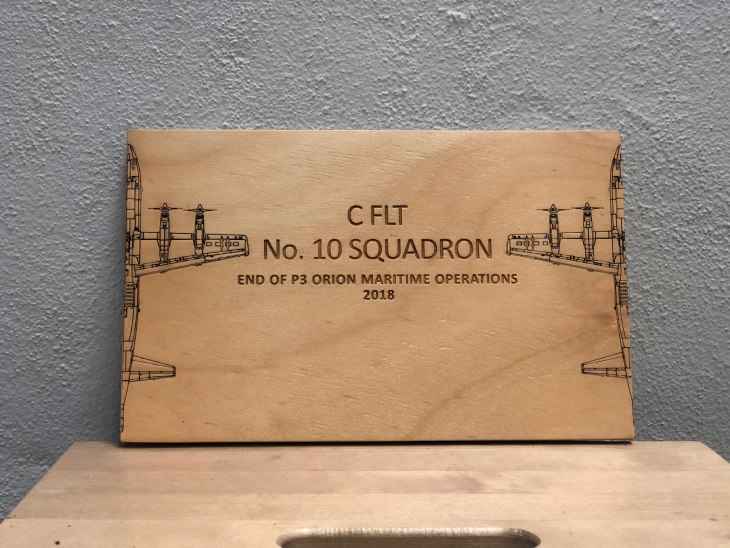 C FLT
No. 10 SQUADRON
END OF P3 ORION MARITIME OPERATIONS
2018